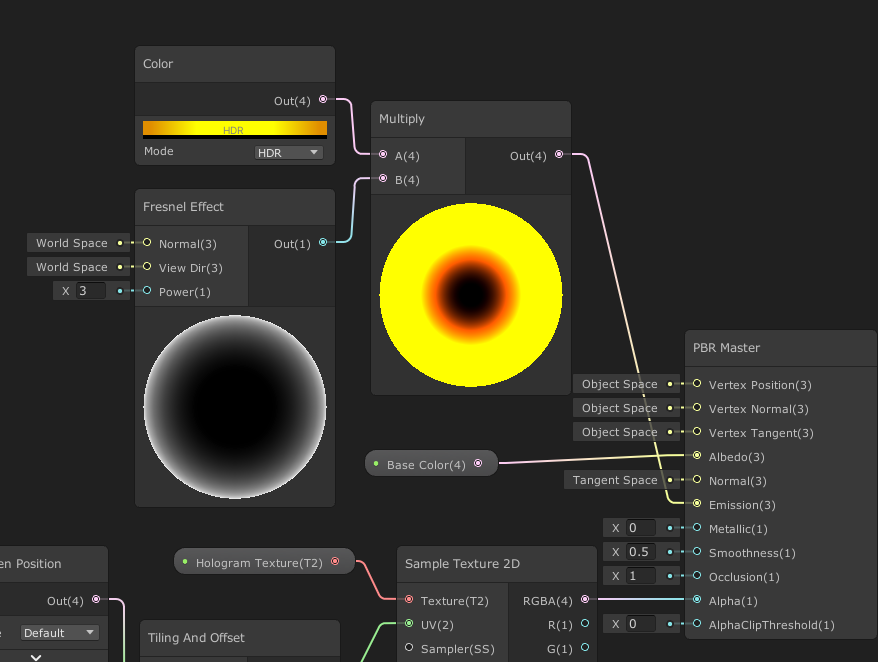 Color
Out(4)
HDR
Mode
HDR
Multiply
A(4)
Out(4)
B(4)
Fresnel Effect
World Space
Normal(3)
Out(1)
World Space
View Dir(3)
X 3
Power(1)
PBR Master
Object Space
Vertex Position(3)
Object Space
Vertex Normal(3)
Object Space
Vertex Tangent(3)
Base Color(4)
Albedo(3)
Tangent Space
Normal(3)
Emission(3)
X 0
Metallic(1)
X 0.5
Smoothness(1)
X 1
Occlusion(1)
Alpha(1)
X 0
AlphaClipThreshold(1)
en Position
Out(4)
e
Default
Hologram Texture(T2)
Sample Texture 2D
Texture(T2)
RGBA(4)
UV(2)
R(1)
Sampler(SS)
G(1)
Tiling And Offset